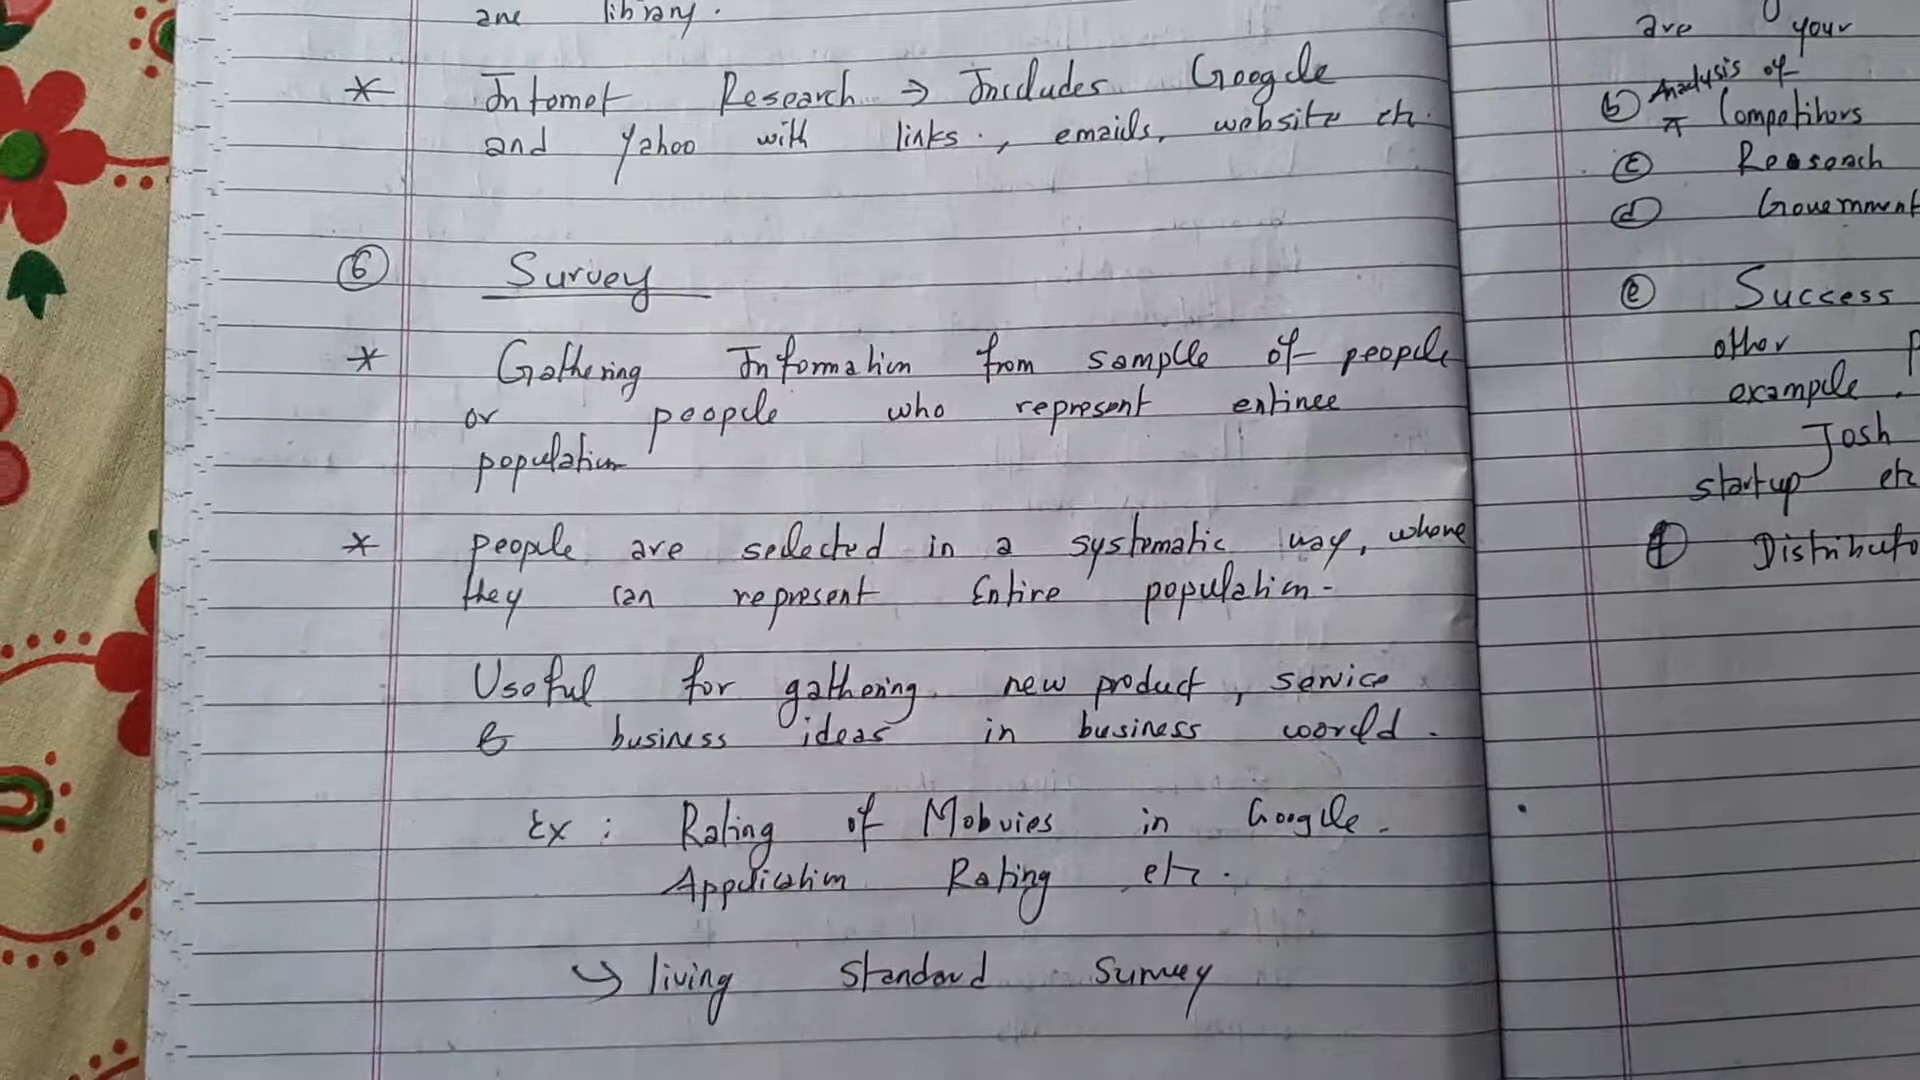 are library.
* Internet Research → Includes Google
and Yahoo with links, emails, website etc.
⑥ Survey
* Gathering Information from sample of people
or people who represent entiree
population
* people are selected in a systematic way, where
they can represent Entire population.
Useful for gathering new product, service
& business ideas in business world.
Ex: Rating of Mobvies in Google.
Application Rating etc.
↳ living standard survey
are your
ⓑ Analysis of
Competitors
ⓒ Research
ⓓ Government
ⓔ Success
other
example.
Josh
startup etc
ⓕ Distributo